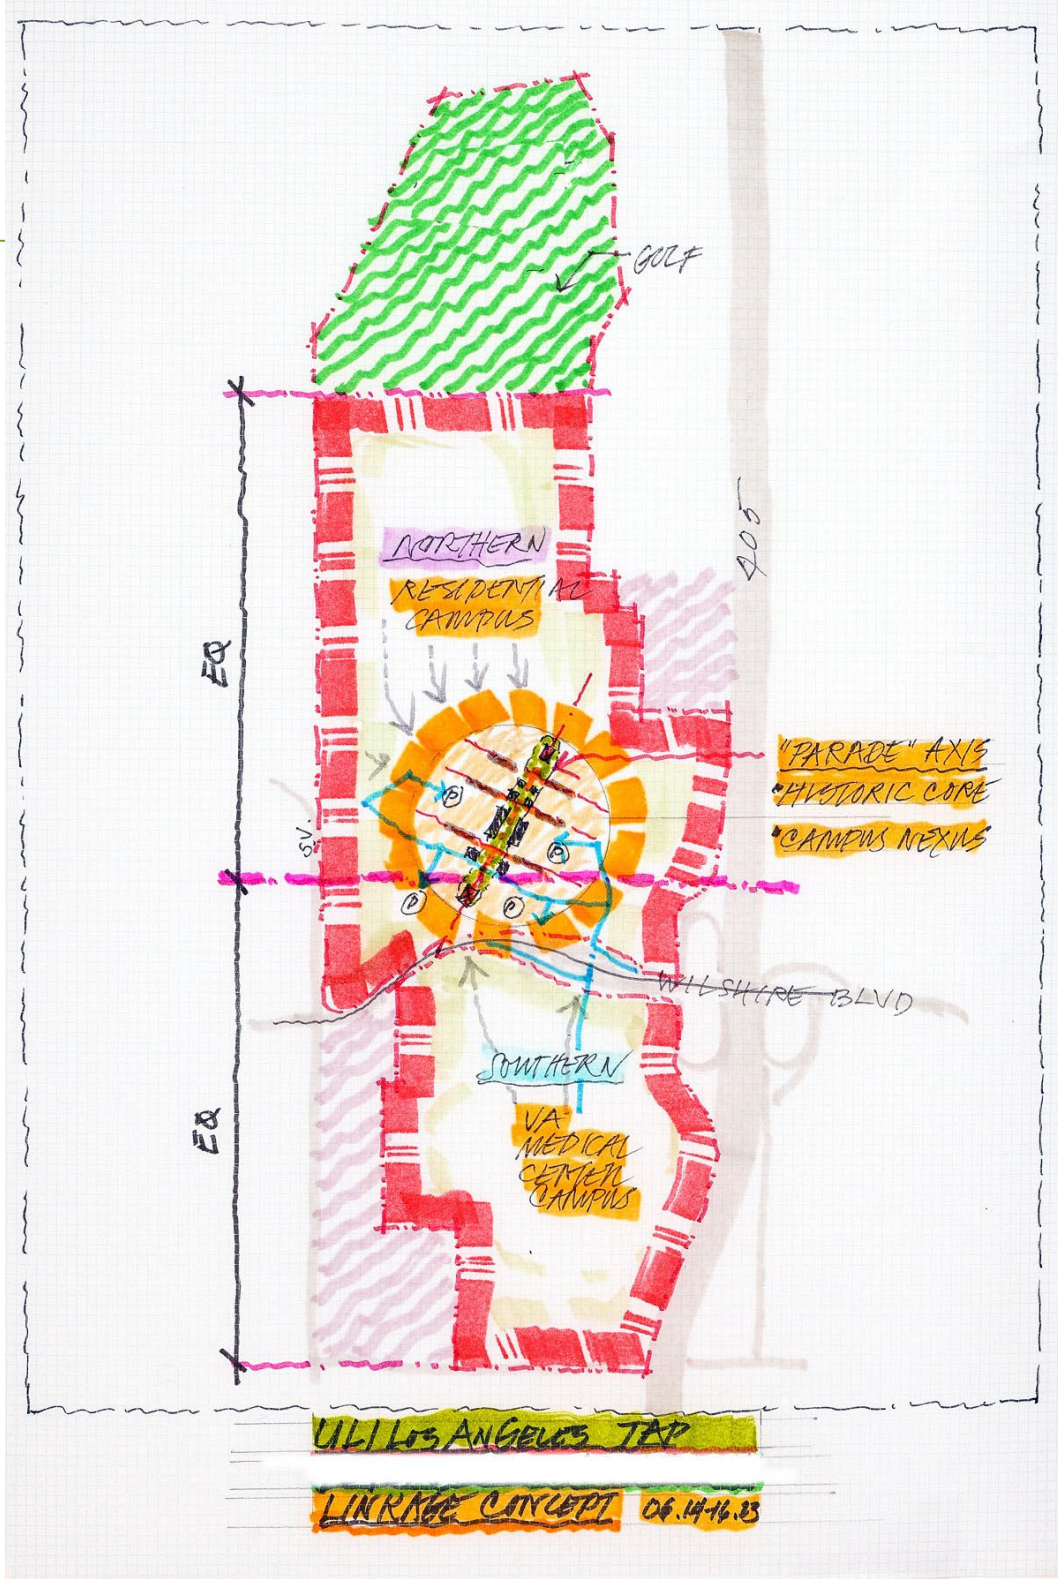 GOLF
405
NORTHERN
RESIDENTIAL
CAMPUS
EQ
"PARADE" AXIS
•HISTORIC CORE
•CAMPUS NEXUS
P
P
SV.
P
P
WILSHIRE BLVD
SOUTHERN
EQ
VA
MEDICAL
CENTER
CAMPUS
ULI LOS ANGELES TAP
LINKAGE CONCEPT 06.14-16.23